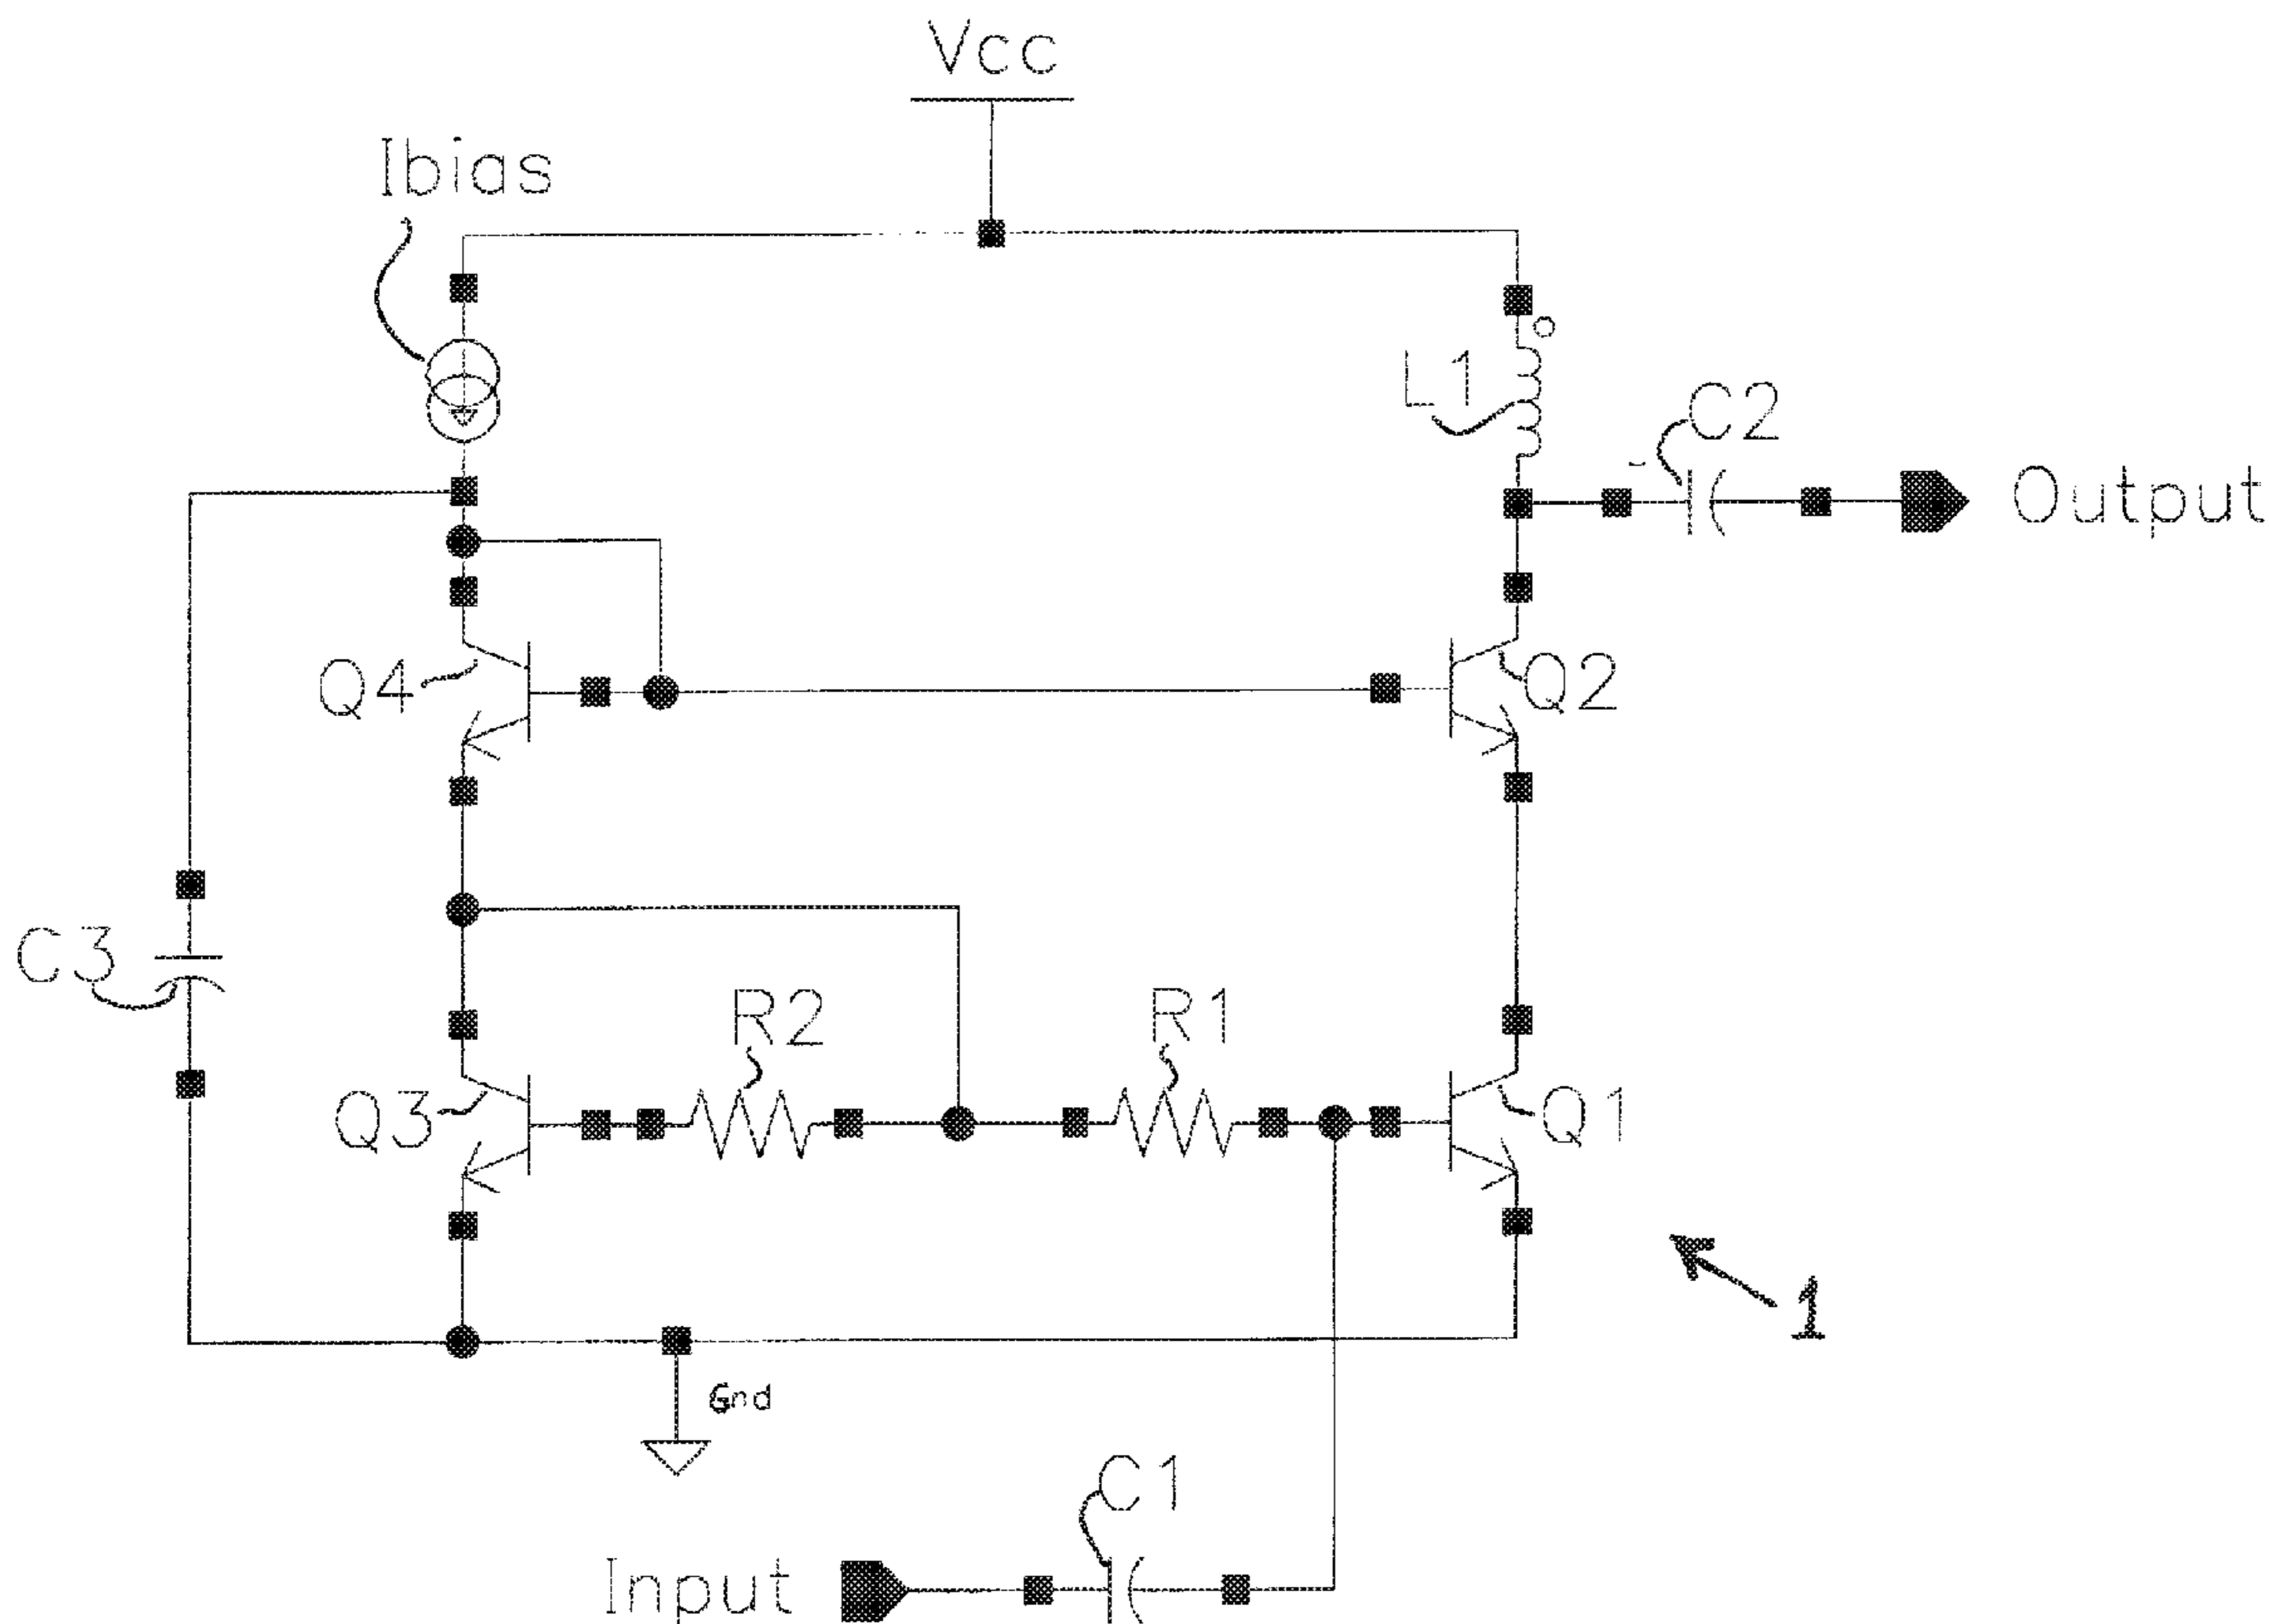 Vcc
Ibias
L1
C2
Output
Q4
Q2
C3
R2
R1
Q3
Q1
1
Gnd
C1
Input